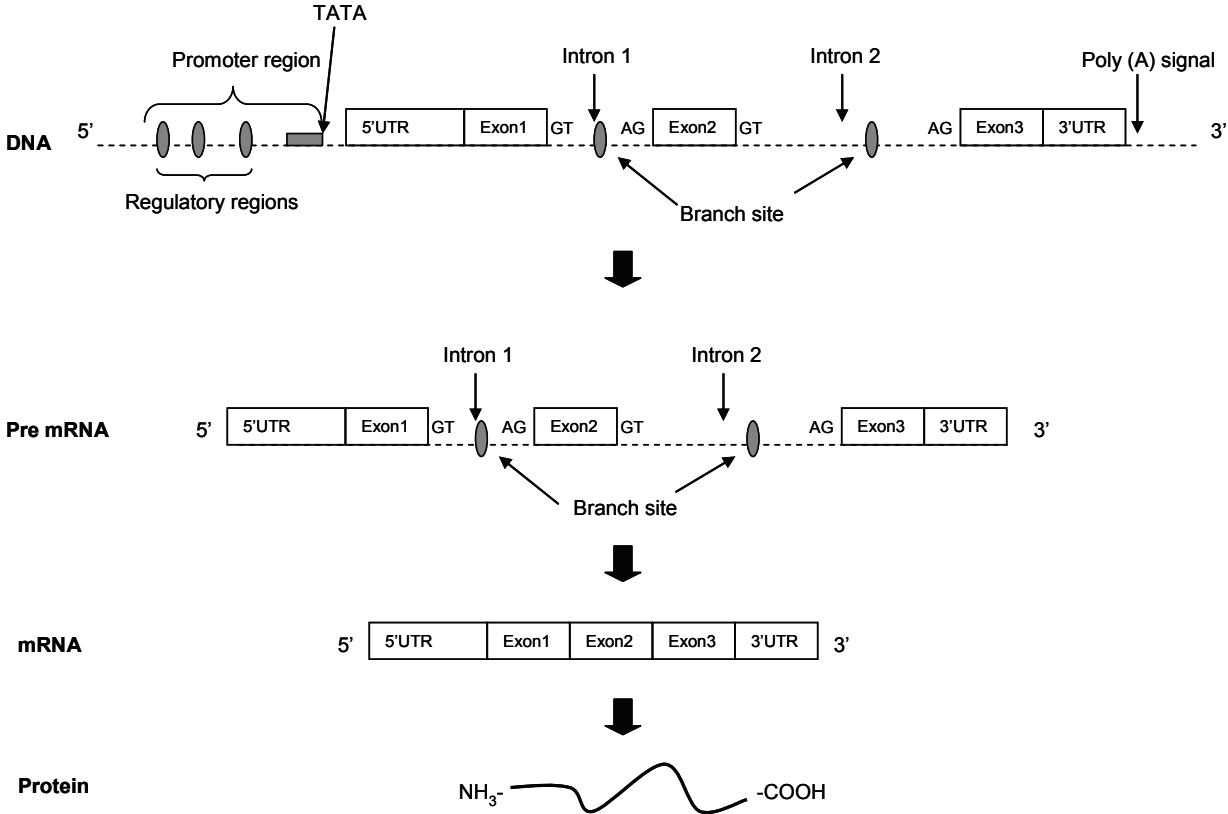 TATA
Promoter region
Intron 1
Intron 2
Poly (A) signal
DNA 5’ 5’UTR Exon1 GT AG Exon2 GT AG Exon3 3’UTR 3’
Regulatory regions
Branch site
Intron 1
Intron 2
Pre mRNA 5’ 5’UTR Exon1 GT AG Exon2 GT AG Exon3 3’UTR 3’
Branch site
mRNA 5’ 5’UTR Exon1 Exon2 Exon3 3’UTR 3’
Protein NH3- -COOH